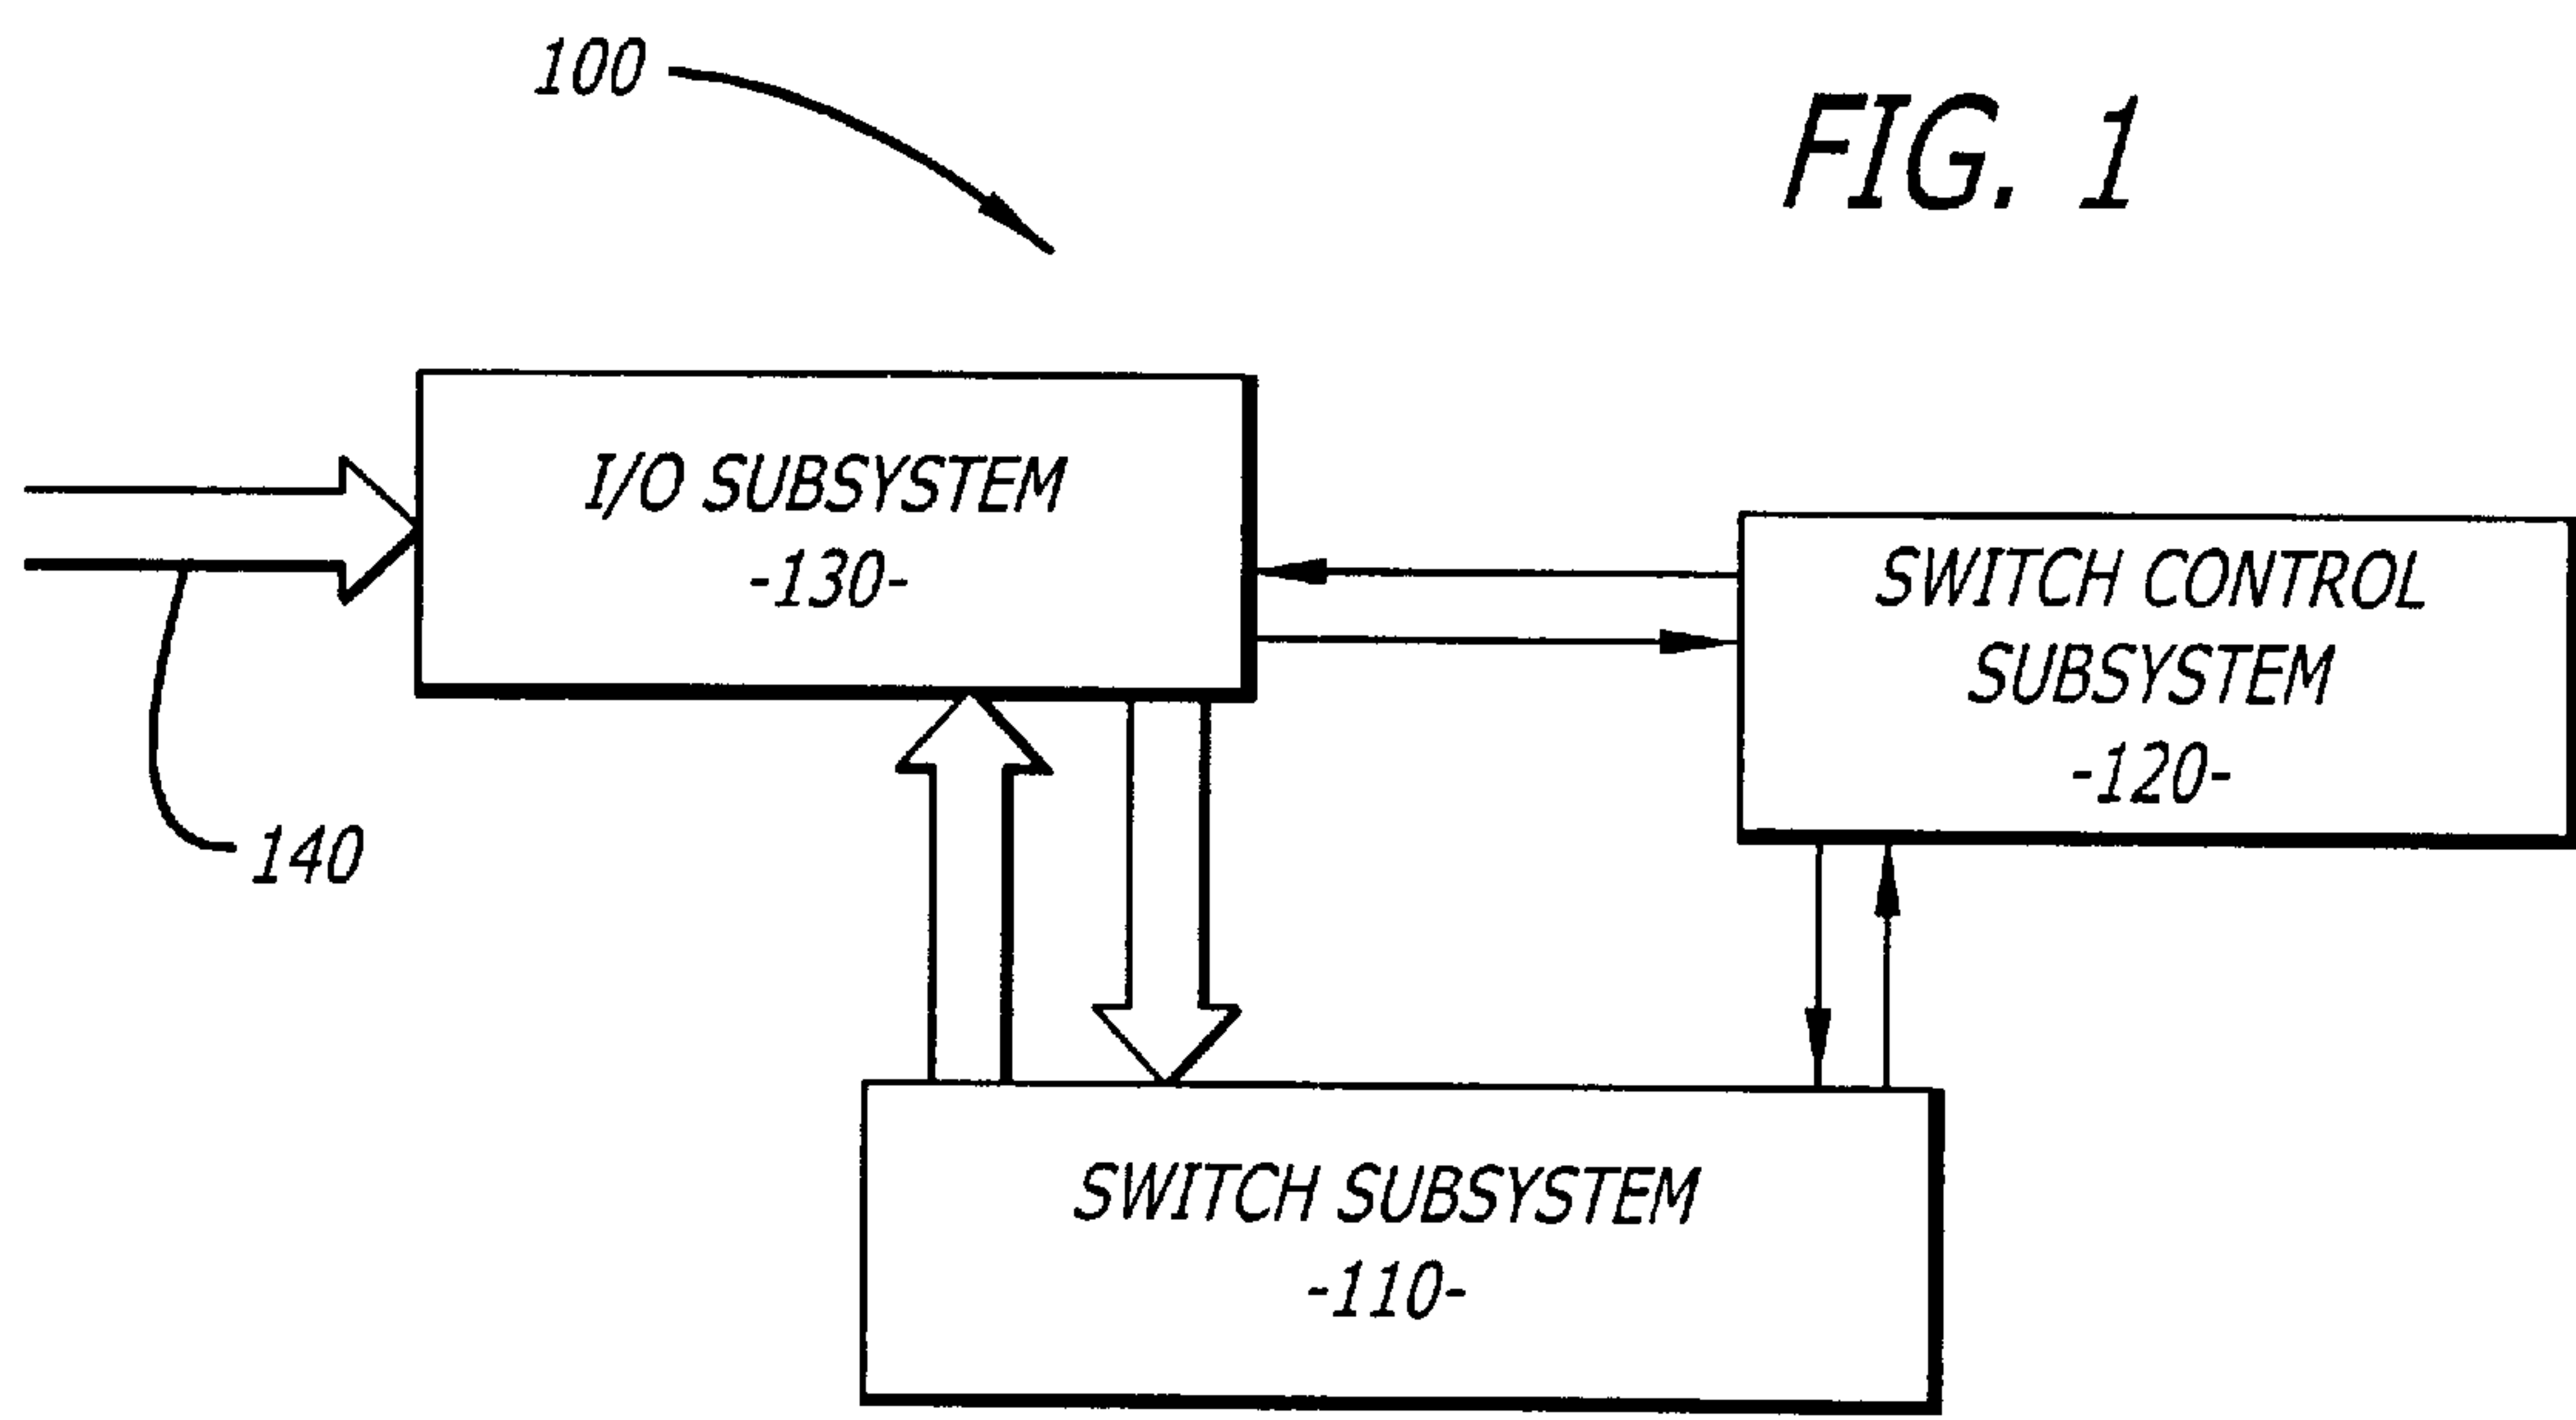 100
FIG. 1
I/O SUBSYSTEM
-130-
SWITCH CONTROL
SUBSYSTEM
-120-
140
SWITCH SUBSYSTEM
-110-